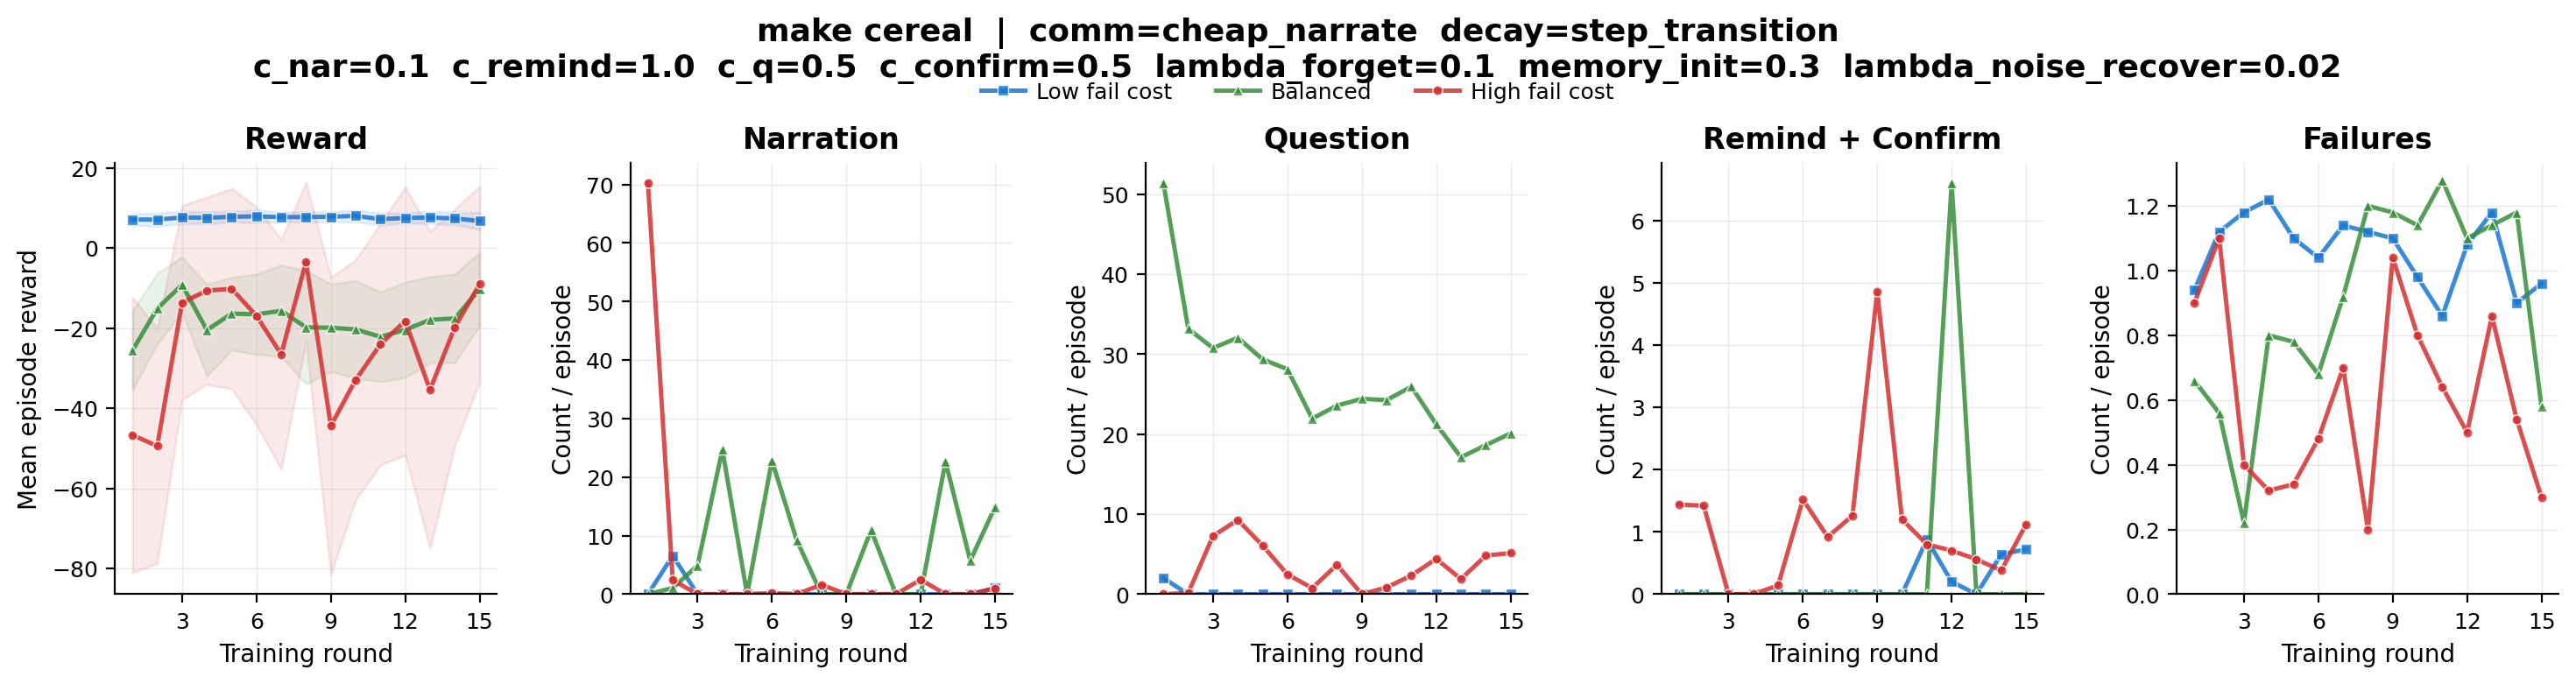 make cereal | comm=cheap_narrate decay=step_transition
c_nar=0.1 c_remind=1.0 c_q=0.5 c_confirm=0.5 lambda_forget=0.1 memory_init=0.3 lambda_noise_recover=0.02
Low fail cost Balanced High fail cost
Reward
Mean episode reward
20
0
−20
−40
−60
−80
3 6 9 12 15
Training round
Narration
Count / episode
70
60
50
40
30
20
10
0
3 6 9 12 15
Training round
Question
Count / episode
50
40
30
20
10
0
3 6 9 12 15
Training round
Remind + Confirm
Count / episode
6
5
4
3
2
1
0
3 6 9 12 15
Training round
Failures
Count / episode
1.2
1.0
0.8
0.6
0.4
0.2
0.0
3 6 9 12 15
Training round